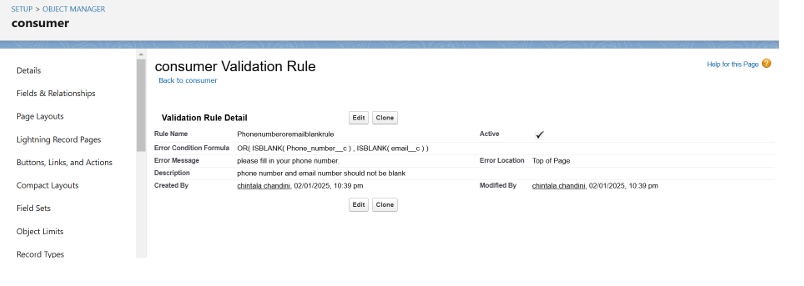 SETUP > OBJECT MANAGER
consumer
Details
Fields & Relationships
Page Layouts
Lightning Record Pages
Buttons, Links, and Actions
Compact Layouts
Field Sets
Object Limits
Record Types
consumer Validation Rule
Back to consumer
Help for this Page
Validation Rule Detail
Edit Clone
Rule Name Phonenumberoremailblankrule Active
Error Condition Formula OR( ISBLANK( Phone_number__c ) , ISBLANK( email__c ) )
Error Message please fill in your phone number. Error Location Top of Page
Description phone number and email number should not be blank
Created By chintala chandini, 02/01/2025, 10:39 pm Modified By chintala chandini, 02/01/2025, 10:39 pm
Edit Clone